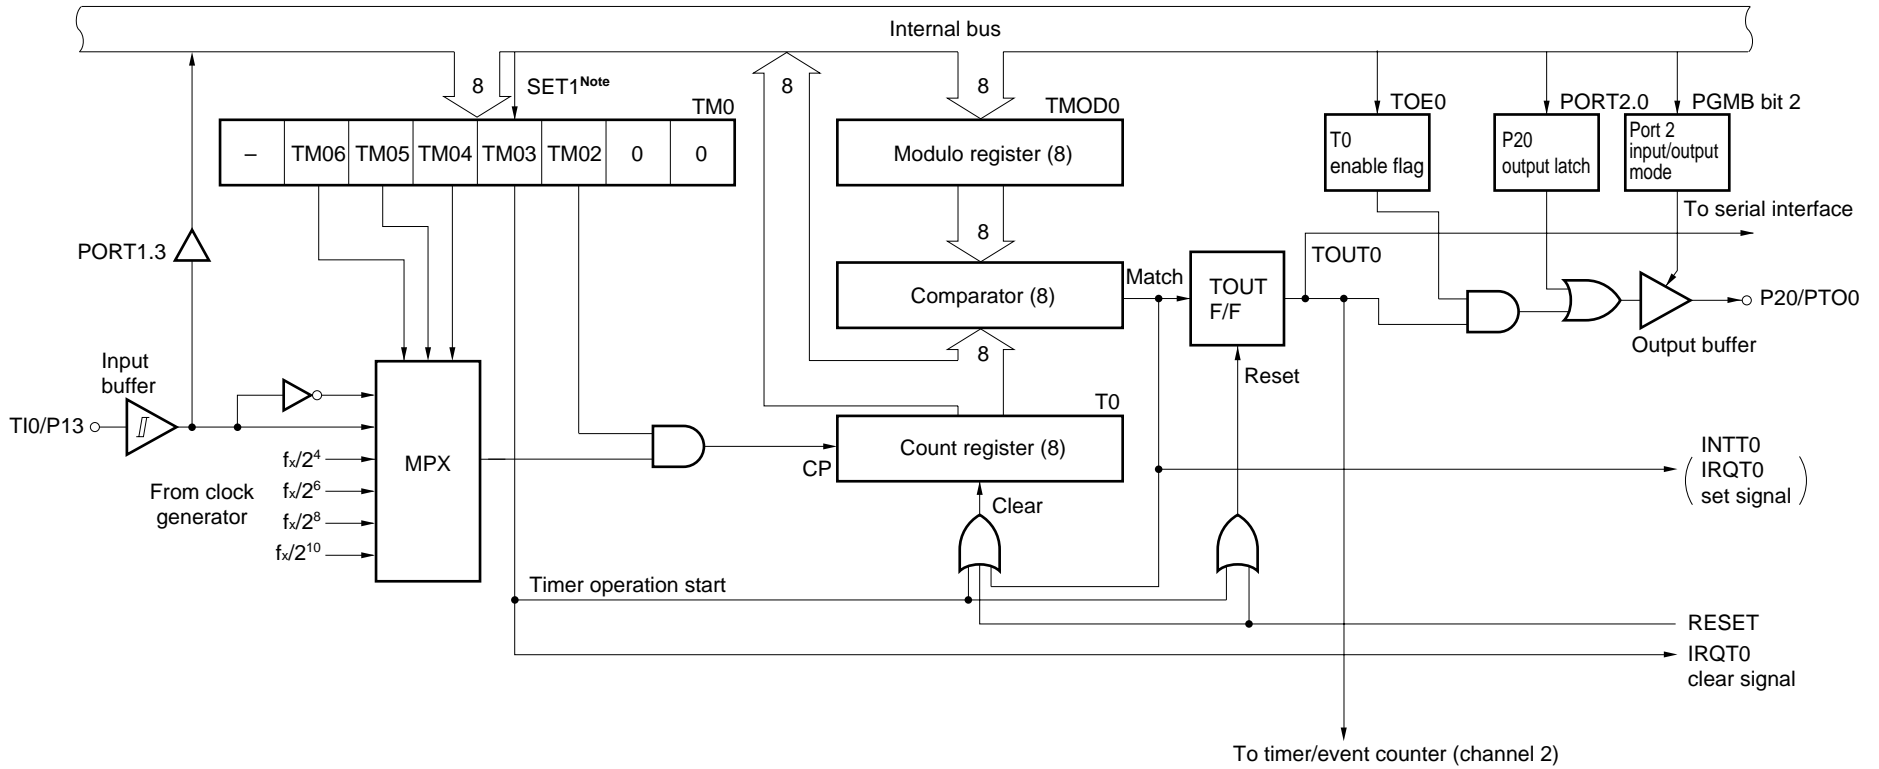 Internal bus
8
SET1Note
TM0
8
8
TMOD0
TOE0
PORT2.0
PGMB bit 2
–
TM06
TM05
TM04
TM03
TM02
0
0
Modulo register (8)
T0
enable flag
P20
output latch
Port 2
input/output
mode
To serial interface
PORT1.3
8
TOUT0
Match
Comparator (8)
TOUT
F/F
P20/PTO0
Output buffer
8
Reset
Input
buffer
T0
TI0/P13
MPX
CP
Count register (8)
INTT0
IRQT0
set signal
fx/2⁴
fx/2⁶
fx/2⁸
fx/2¹⁰
From clock
generator
Clear
Timer operation start
RESET
IRQT0
clear signal
To timer/event counter (channel 2)